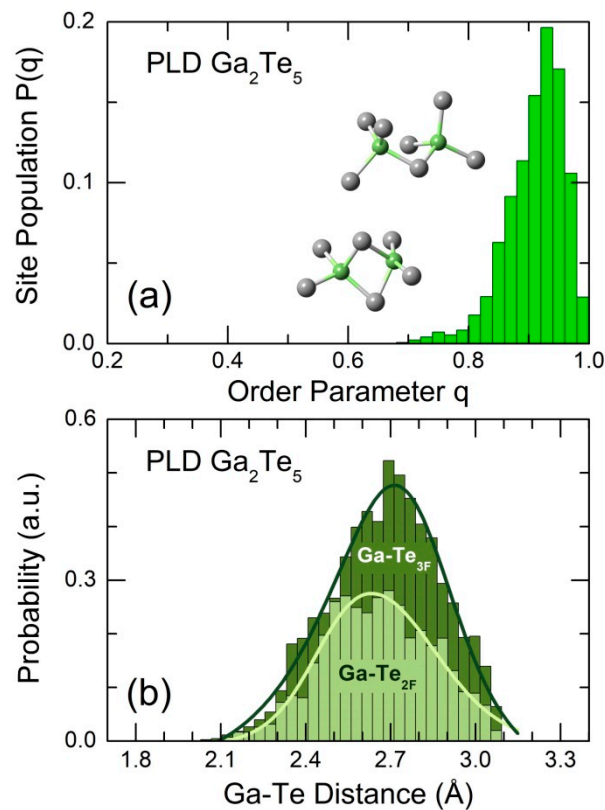 PLD Ga₂Te₅
(a)
Site Population P(q)
0.2
0.1
0.0
0.2 0.4 0.6 0.8 1.0
Order Parameter q
PLD Ga₂Te₅
Ga-Te₃F
Ga-Te₂F
(b)
Probability (a.u.)
0.6
0.3
0.0
1.8 2.1 2.4 2.7 3.0 3.3
Ga-Te Distance (Å)